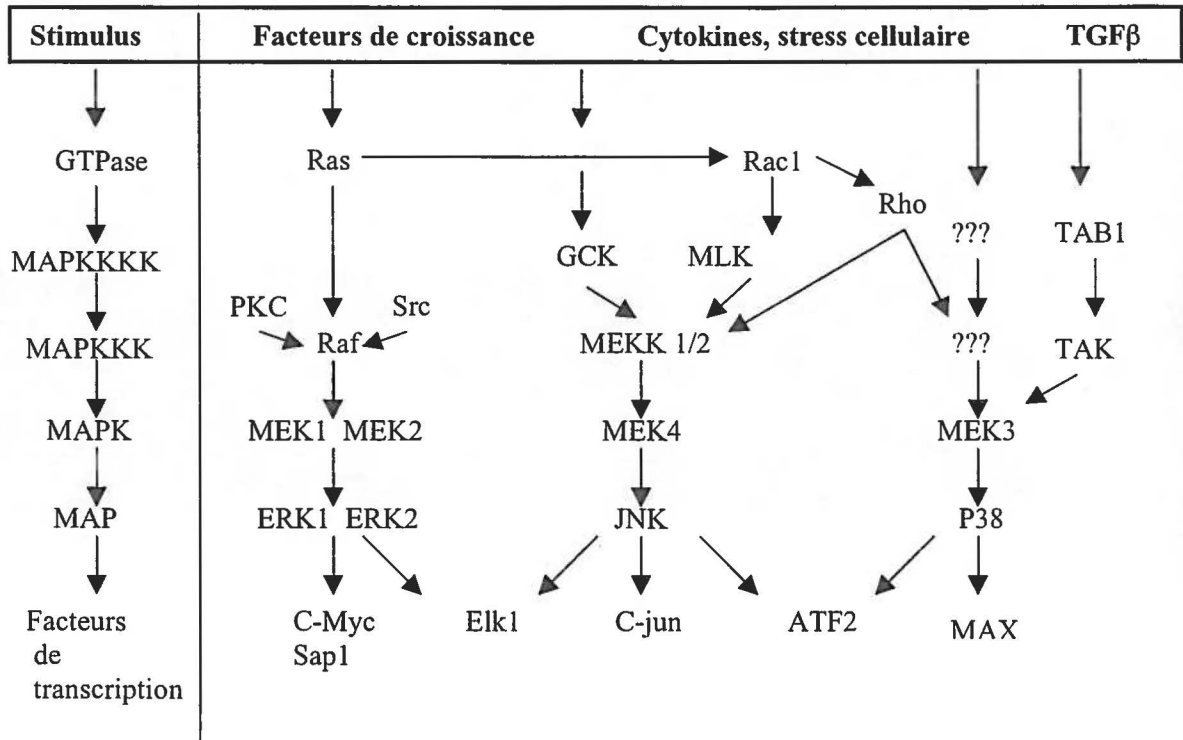 Stimulus Facteurs de croissance Cytokines, stress cellulaire TGFβ
GTPase Ras Rac1
Rho
MAPKKKK GCK MLK ??? TAB1
PKC Src
MAPKKK Raf MEKK 1/2 ??? TAK
MAPK MEK1 MEK2 MEK4 MEK3
MAP ERK1 ERK2 JNK P38
Facteurs C-Myc Elk1 C-jun ATF2 MAX
de Sap1
transcription